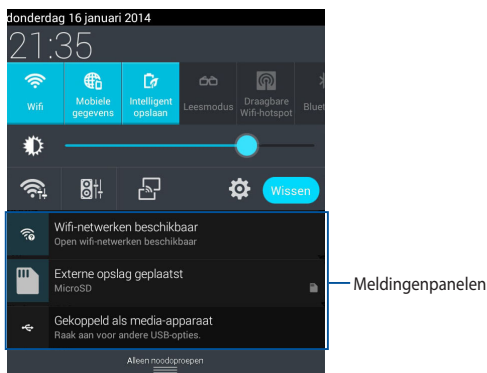 donderdag 16 januari 2014
21:35
Wifi
Mobiele gegevens
Intelligent opslaan
Leesmodus
Draagbare Wifi-hotspot
Bluet
Wissen
Wifi-netwerken beschikbaar
Open wifi-netwerken beschikbaar
Externe opslag geplaatst
MicroSD
Gekoppeld als media-apparaat
Raak aan voor andere USB-opties.
Meldingenpanelen
Alleen noodoproepen